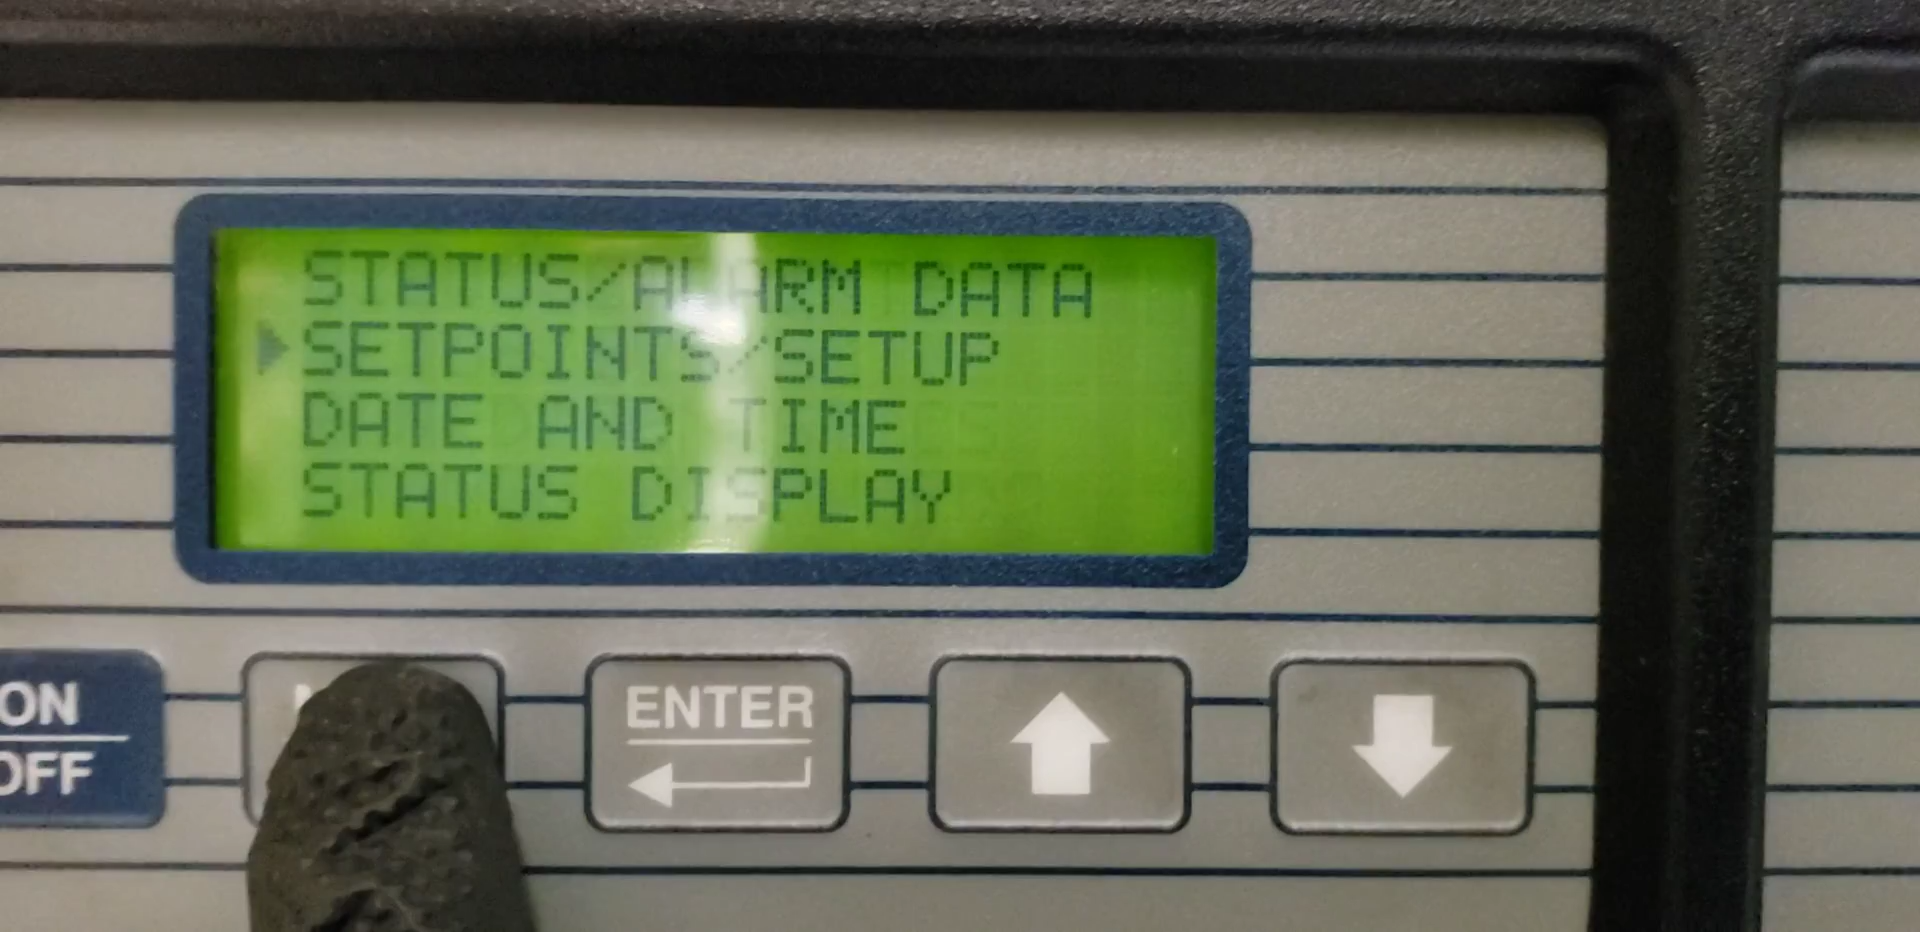 STATUS/ALARM DATA
SETPOINTS/SETUP
DATE AND TIME
STATUS DISPLAY
ON
OFF
ENTER